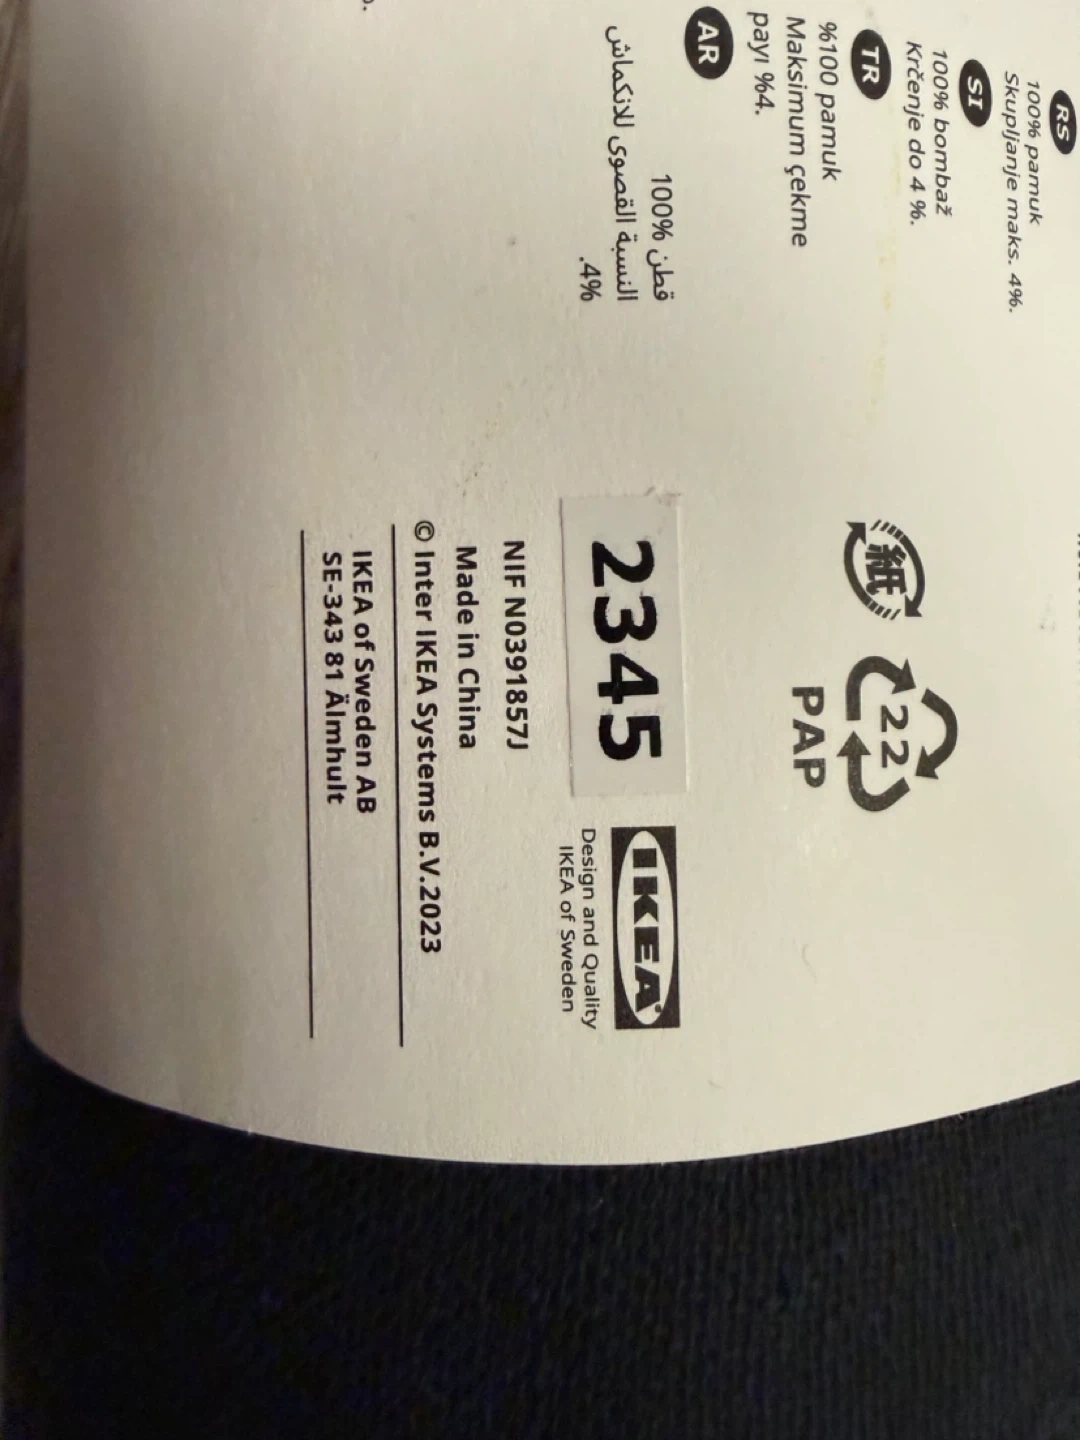 RS
100% pamuk
Skupljanje maks. 4%.
SI
100% bombaž
Krčenje do 4 %.
TR
%100 pamuk
Maksimum çekme
payı %4.
AR
100% قطن
النسبة القصوى للانكماش
4%.
紙
22
PAP
2345
IKEA
Design and Quality
IKEA of Sweden
NIF N0391857J
Made in China
© Inter IKEA Systems B.V.2023
IKEA of Sweden AB
SE-343 81 Älmhult